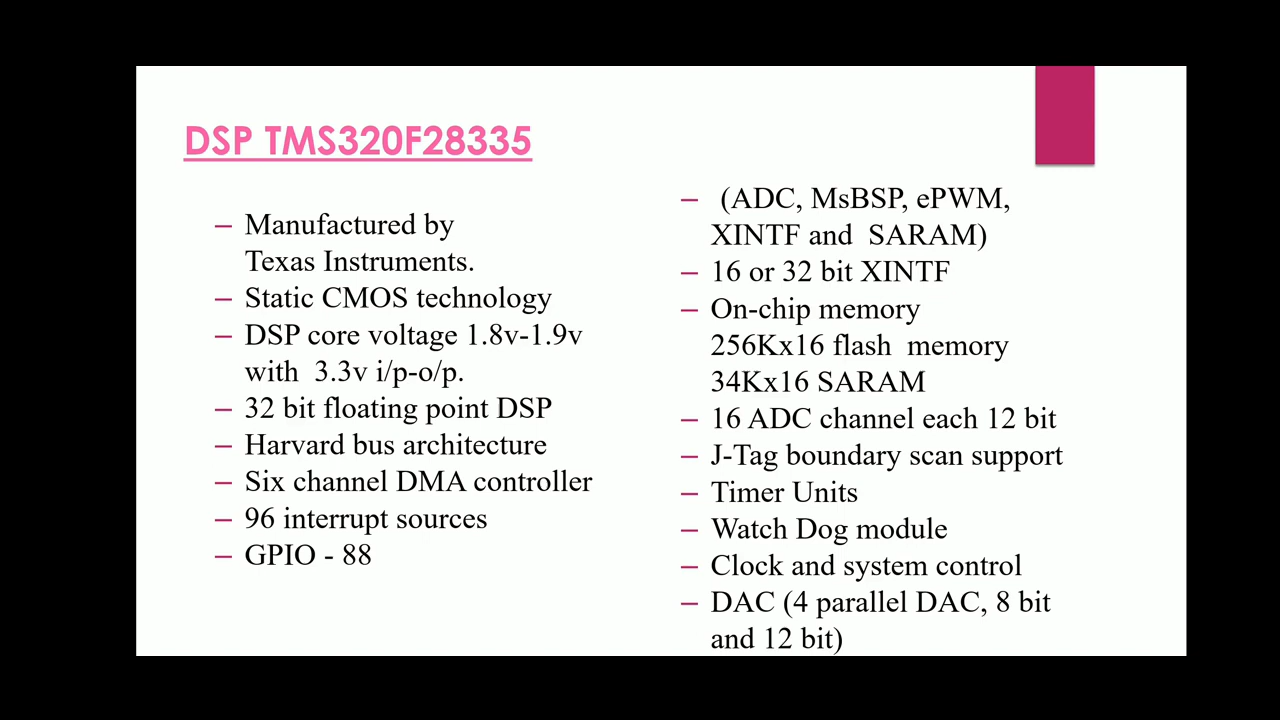 DSP TMS320F28335
– Manufactured by
Texas Instruments.
– Static CMOS technology
– DSP core voltage 1.8v-1.9v
with 3.3v i/p-o/p.
– 32 bit floating point DSP
– Harvard bus architecture
– Six channel DMA controller
– 96 interrupt sources
– GPIO - 88
– (ADC, MsBSP, ePWM,
XINTF and SARAM)
– 16 or 32 bit XINTF
– On-chip memory
256Kx16 flash memory
34Kx16 SARAM
– 16 ADC channel each 12 bit
– J-Tag boundary scan support
– Timer Units
– Watch Dog module
– Clock and system control
– DAC (4 parallel DAC, 8 bit
and 12 bit)